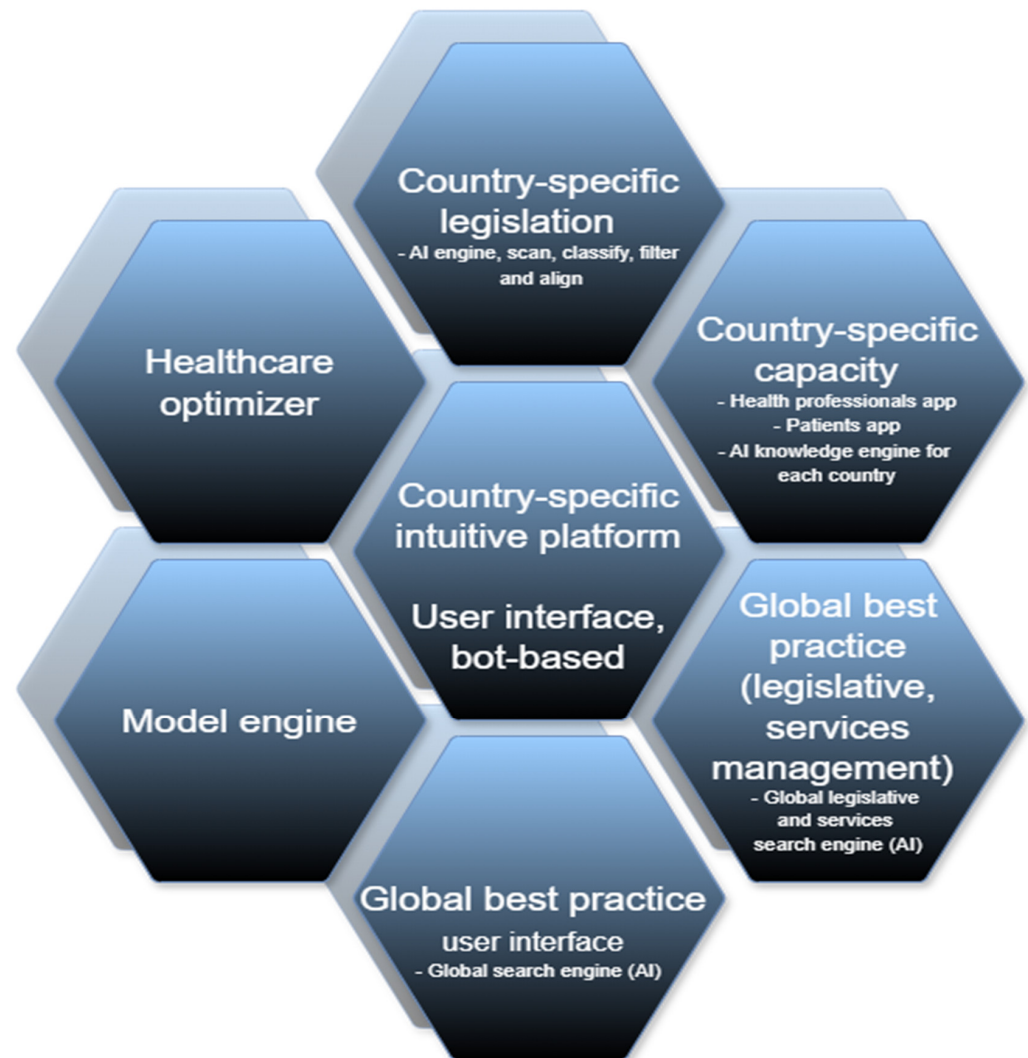 Country-specific
legislation
- AI engine, scan, classify, filter
and align
Healthcare
optimizer
Country-specific
capacity
- Health professionals app
- Patients app
- AI knowledge engine for
each country
Country-specific
intuitive platform
User interface,
bot-based
Model engine
Global best
practice
(legislative,
services
management)
- Global legislative
and services
search engine (AI)
Global best practice
user interface
- Global search engine (AI)